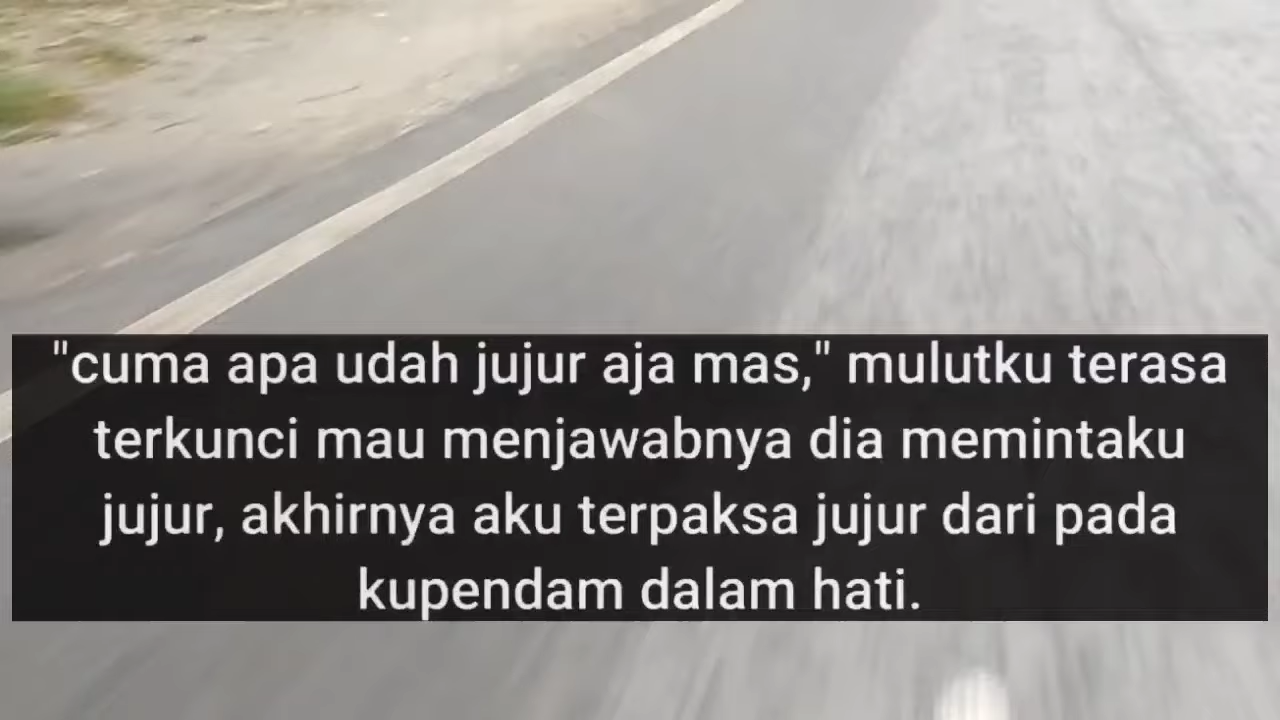 "cuma apa udah jujur aja mas," mulutku terasa
terkunci mau menjawabnya dia memintaku
jujur, akhirnya aku terpaksa jujur dari pada
kupendam dalam hati.